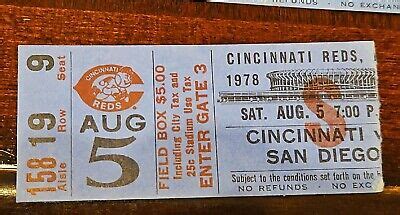 REFUNDS - NO EXCHAN
158 19 9
Aisle Row Seat
CINCINNATI
REDS
AUG
5
FIELD BOX $5.00
Including City Tax and
25c Stadium Use Tax
ENTER GATE 3
CINCINNATI REDS,
1978
SAT. AUG. 5 7:00 P
CINCINNATI V
SAN DIEGO
Subject to the conditions set forth on the
NO REFUNDS - NO EXCHAN